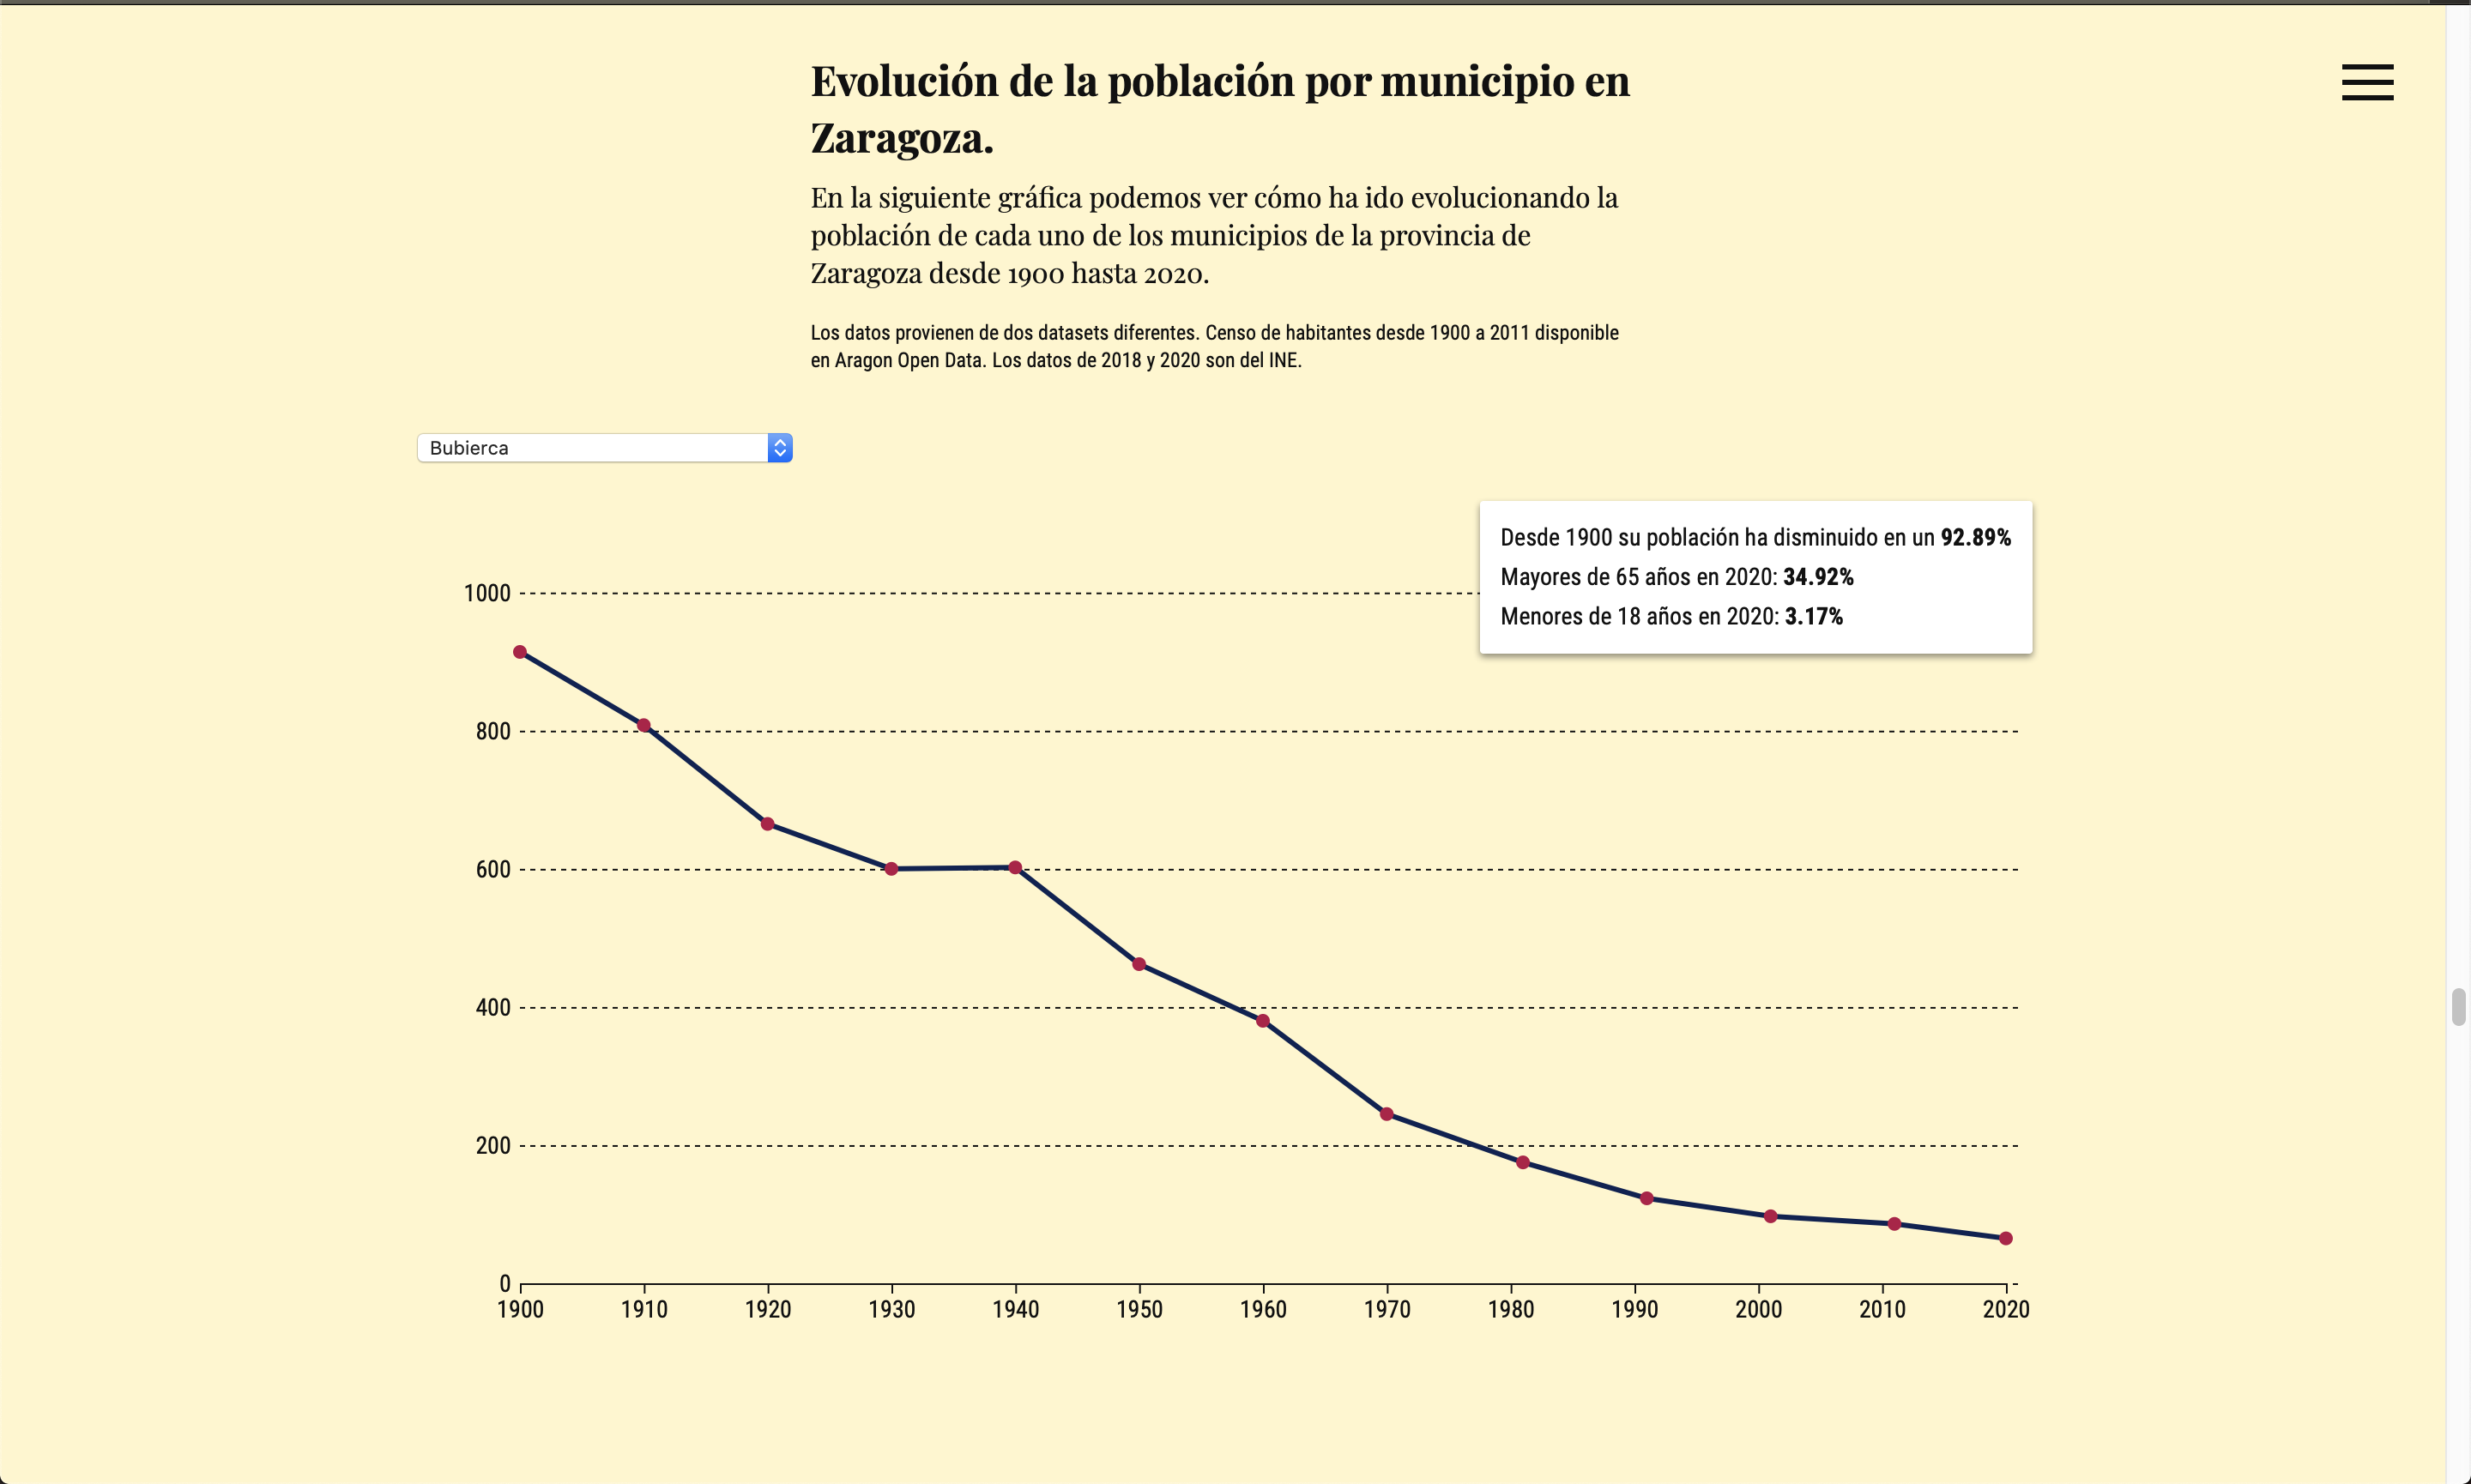 Evolución de la población por municipio en
Zaragoza.
En la siguiente gráfica podemos ver cómo ha ido evolucionando la
población de cada uno de los municipios de la provincia de
Zaragoza desde 1900 hasta 2020.
Los datos provienen de dos datasets diferentes. Censo de habitantes desde 1900 a 2011 disponible
en Aragon Open Data. Los datos de 2018 y 2020 son del INE.
Bubierca
Desde 1900 su población ha disminuido en un 92.89%
Mayores de 65 años en 2020: 34.92%
Menores de 18 años en 2020: 3.17%
1000
800
600
400
200
0
1900 1910 1920 1930 1940 1950 1960 1970 1980 1990 2000 2010 2020